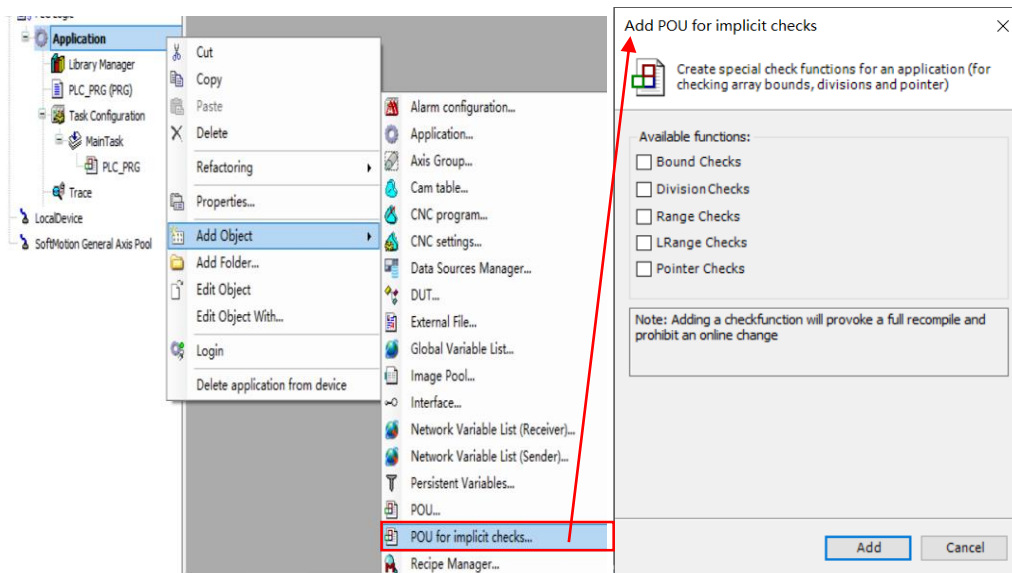 Application
Library Manager
PLC_PRG (PRG)
Task Configuration
MainTask
PLC_PRG
Trace
LocalDevice
SoftMotion General Axis Pool
Cut
Copy
Paste
Delete
Refactoring
Properties...
Add Object
Add Folder...
Edit Object
Edit Object With...
Login
Delete application from device
Alarm configuration...
Application...
Axis Group...
Cam table...
CNC program...
CNC settings...
Data Sources Manager...
DUT...
External File...
Global Variable List...
Image Pool...
Interface...
Network Variable List (Receiver)...
Network Variable List (Sender)...
Persistent Variables...
POU...
POU for implicit checks...
Recipe Manager...
Add POU for implicit checks
Create special check functions for an application (for
checking array bounds, divisions and pointer)
Available functions:
Bound Checks
DivisionChecks
Range Checks
LRange Checks
Pointer Checks
Note: Adding a checkfunction will provoke a full recompile and
prohibit an online change
Add
Cancel